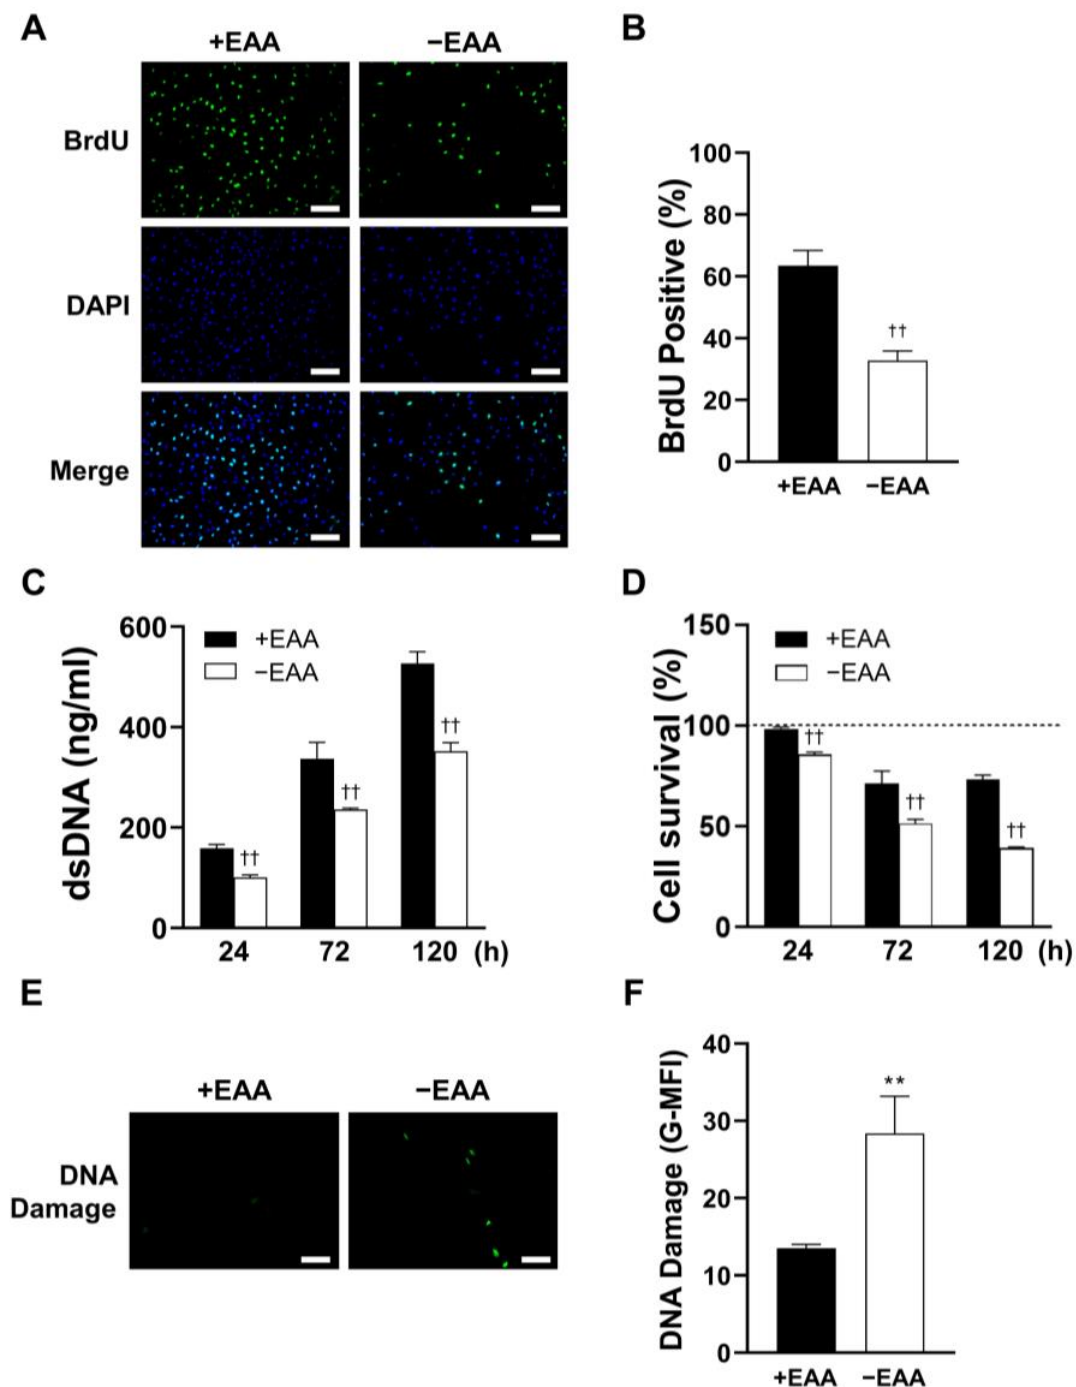 A
+EAA
−EAA
BrdU
DAPI
Merge
B
BrdU Positive (%)
100
80
60
40
20
0
††
+EAA
−EAA
C
dsDNA (ng/ml)
600
400
200
0
+EAA
−EAA
††
††
††
24
72
120
(h)
D
Cell survival (%)
150
100
50
0
+EAA
−EAA
††
††
††
24
72
120
(h)
E
+EAA
−EAA
DNA
Damage
F
DNA Damage (G-MFI)
40
30
20
10
0
**
+EAA
−EAA